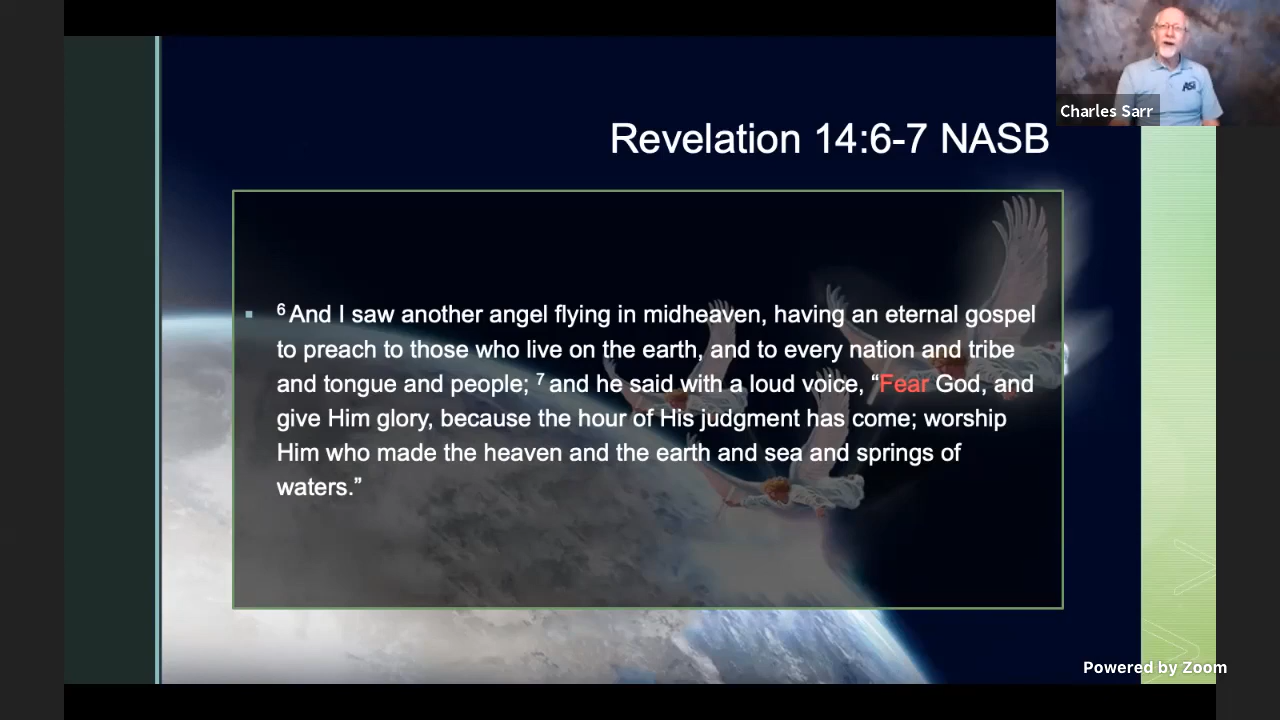 ASI
Charles Sarr
Revelation 14:6-7 NASB
▪ ⁶ And I saw another angel flying in midheaven, having an eternal gospel
to preach to those who live on the earth, and to every nation and tribe
and tongue and people; ⁷ and he said with a loud voice, “Fear God, and
give Him glory, because the hour of His judgment has come; worship
Him who made the heaven and the earth and sea and springs of
waters.”
Powered by Zoom